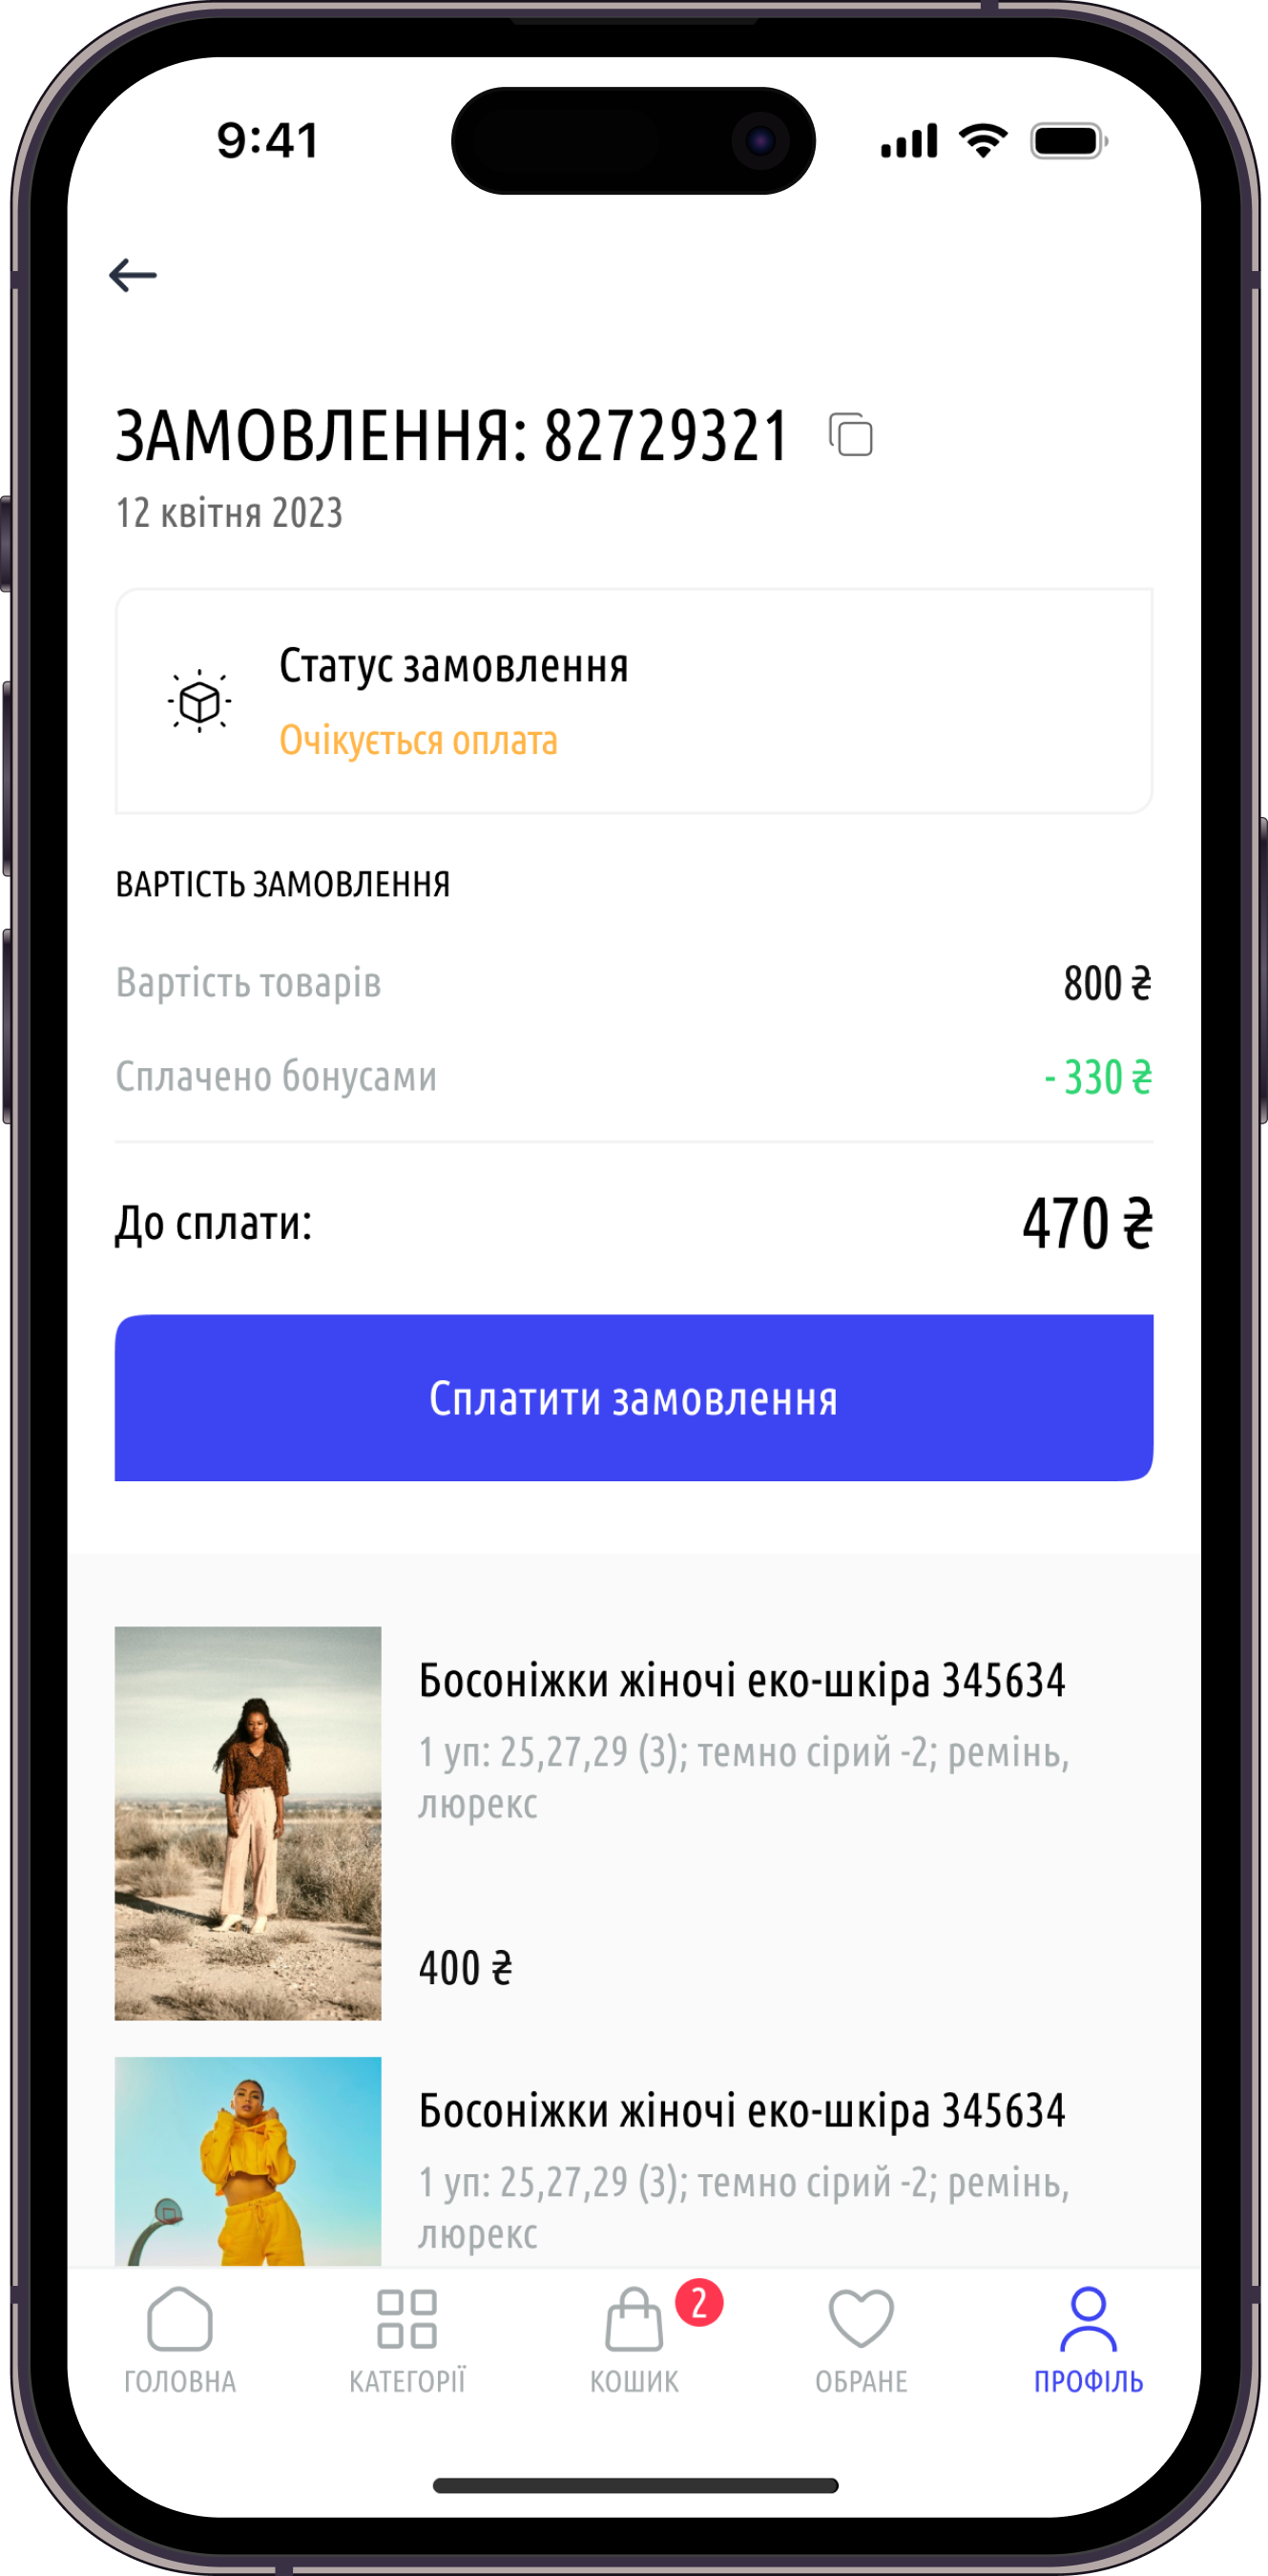 9:41
ЗАМОВЛЕННЯ: 82729321
12 квітня 2023
Статус замовлення
Очікується оплата
ВАРТІСТЬ ЗАМОВЛЕННЯ
Вартість товарів 800 ₴
Сплачено бонусами - 330 ₴
До сплати: 470 ₴
Сплатити замовлення
Босоніжки жіночі еко-шкіра 345634
1 уп: 25,27,29 (3); темно сірий -2; ремінь,
люрекс
400 ₴
Босоніжки жіночі еко-шкіра 345634
1 уп: 25,27,29 (3); темно сірий -2; ремінь,
люрекс
2
ГОЛОВНА КАТЕГОРІЇ КОШИК ОБРАНЕ ПРОФІЛЬ